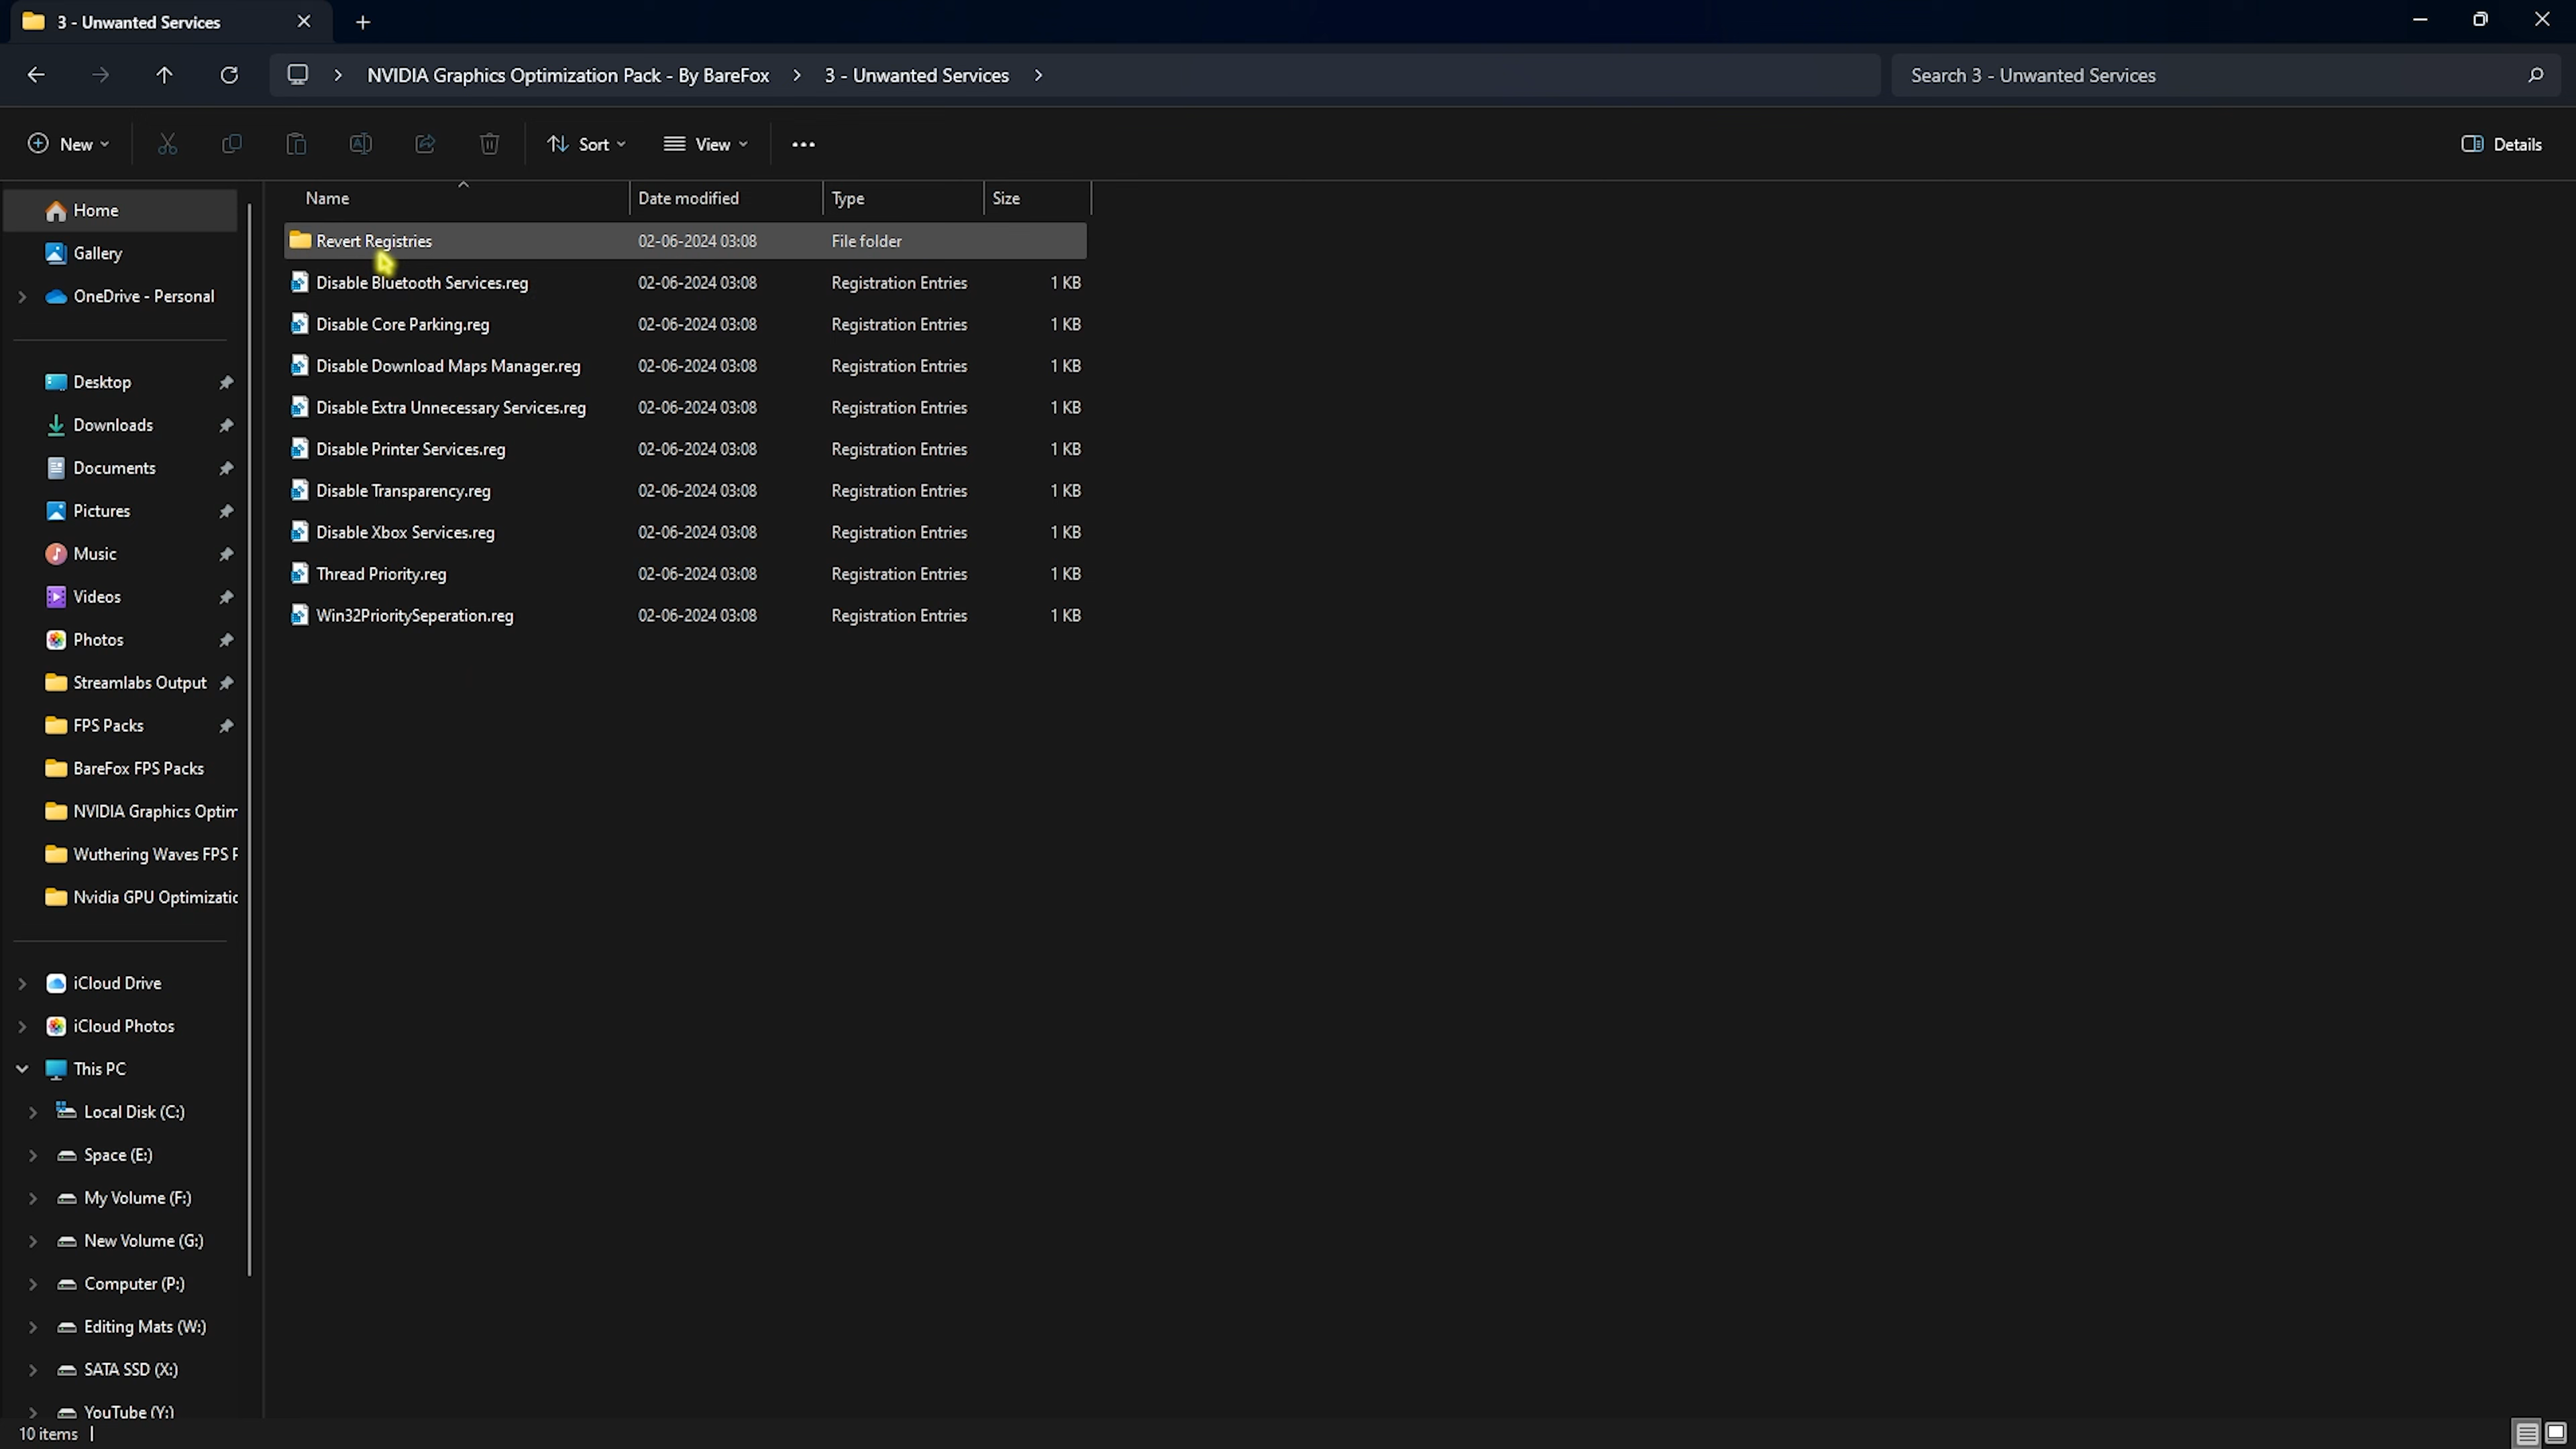 3 - Unwanted Services
NVIDIA Graphics Optimization Pack - By BareFox > 3 - Unwanted Services >
Search 3 - Unwanted Services
New
Sort
View
Details
Name Date modified Type Size
Revert Registries 02-06-2024 03:08 File folder
Disable Bluetooth Services.reg 02-06-2024 03:08 Registration Entries 1 KB
Disable Core Parking.reg 02-06-2024 03:08 Registration Entries 1 KB
Disable Download Maps Manager.reg 02-06-2024 03:08 Registration Entries 1 KB
Disable Extra Unnecessary Services.reg 02-06-2024 03:08 Registration Entries 1 KB
Disable Printer Services.reg 02-06-2024 03:08 Registration Entries 1 KB
Disable Transparency.reg 02-06-2024 03:08 Registration Entries 1 KB
Disable Xbox Services.reg 02-06-2024 03:08 Registration Entries 1 KB
Thread Priority.reg 02-06-2024 03:08 Registration Entries 1 KB
Win32PrioritySeperation.reg 02-06-2024 03:08 Registration Entries 1 KB
Home
Gallery
OneDrive - Personal
Desktop
Downloads
Documents
Pictures
Music
Videos
Photos
Streamlabs Output
FPS Packs
BareFox FPS Packs
NVIDIA Graphics Optim
Wuthering Waves FPS F
Nvidia GPU Optimizatic
iCloud Drive
iCloud Photos
This PC
Local Disk (C:)
Space (E:)
My Volume (F:)
New Volume (G:)
Computer (P:)
Editing Mats (W:)
SATA SSD (X:)
YouTube (Y:)
10 items